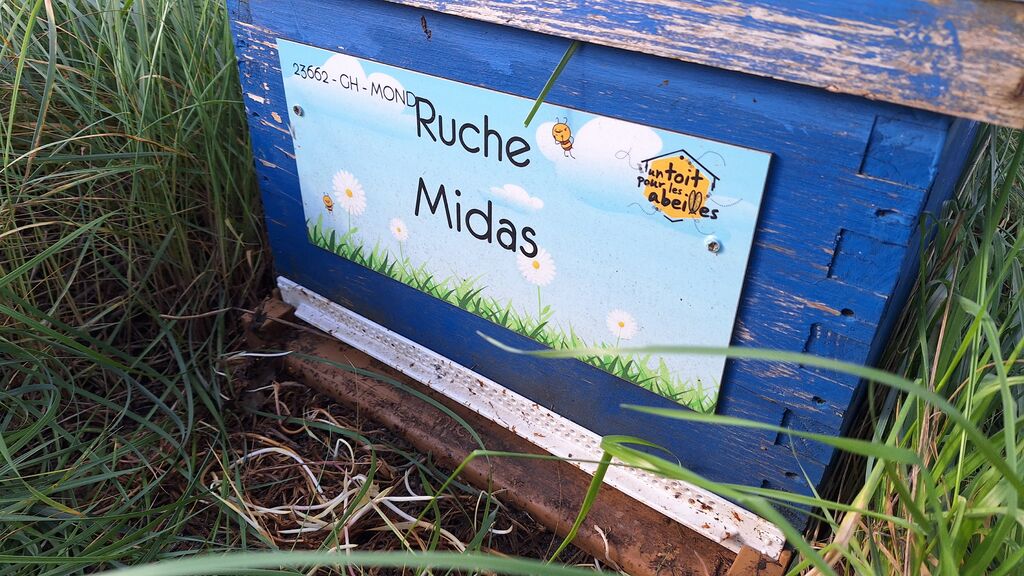 23662 - GH - MOND
Ruche
Midas
un toit
pour les
abeilles